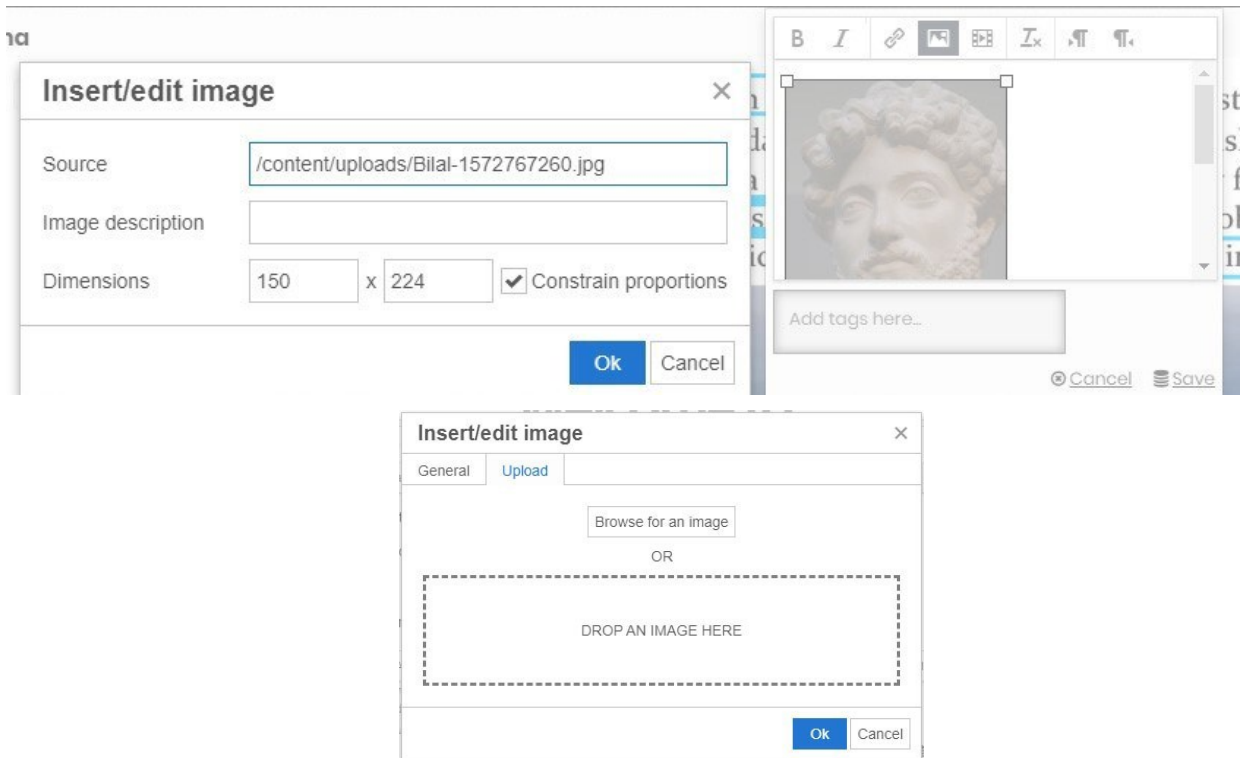 na
Insert/edit image
Source
/content/uploads/Bilal-1572767260.jpg
Image description
Dimensions
150 x 224
Constrain proportions
Ok
Cancel
B I
Add tags here...
Cancel
Save
Insert/edit image
General
Upload
Browse for an image
OR
DROP AN IMAGE HERE
Ok
Cancel